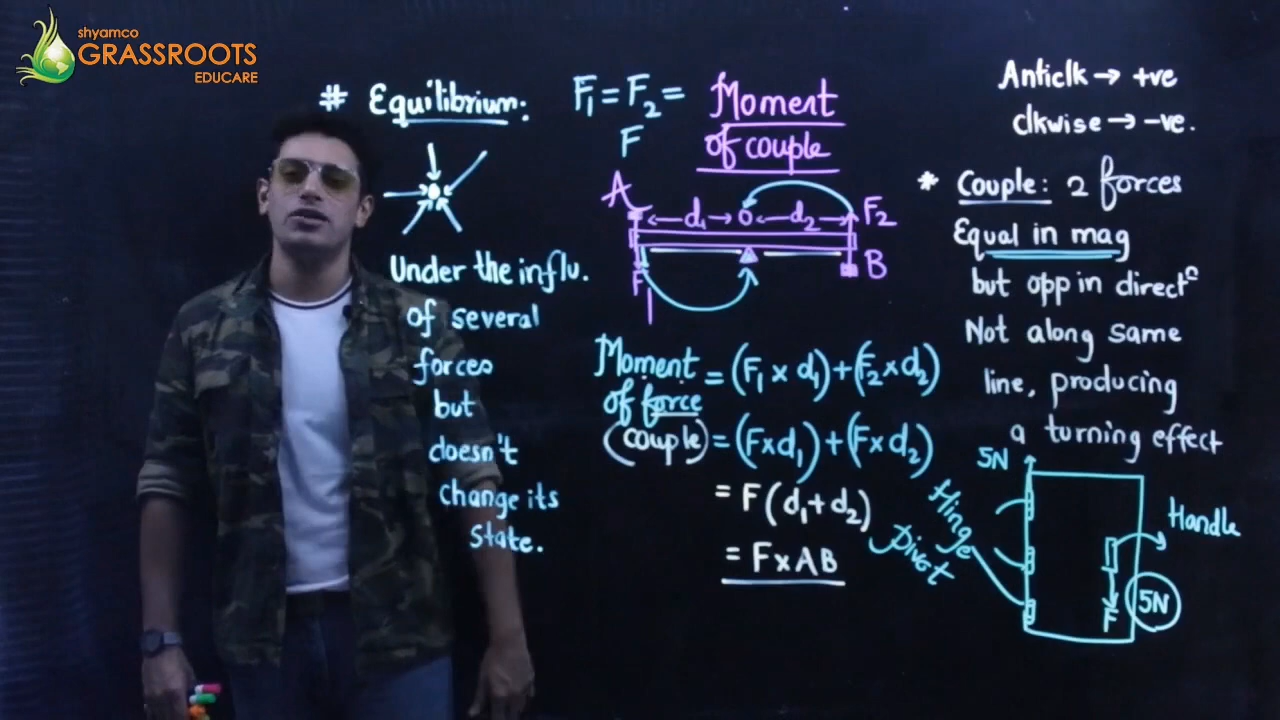 shyamco
GRASSROOTS
EDUCARE
# Equilibrium:
Under the influ.
of several
forces
but
doesn't
change its
state.
F₁ = F₂ =
F
Moment
of couple
A
d₁ O d₂ F₂
F₁ B
Moment
of force
(couple)
= (F₁ × d₁) + (F₂ × d₂)
= (F×d₁) + (F× d₂)
= F (d₁ + d₂)
= F×AB
Anticlk → +ve
clkwise → -ve.
* Couple: 2 forces
Equal in mag
but opp in directⁿ
Not along same
line, producing
a turning effect
5N
Hinge
Pivot
Handle
F 5N